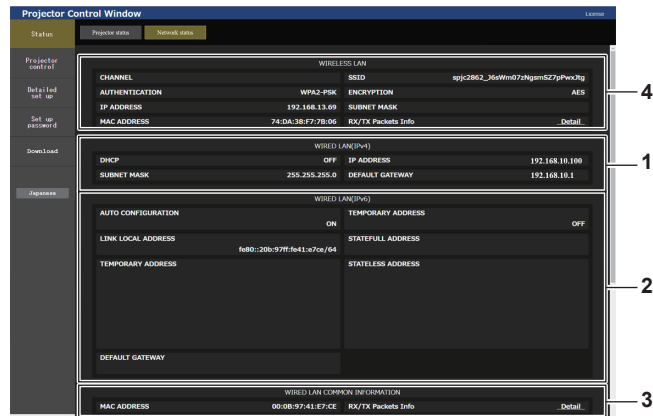 Projector Control Window
License
Status
Projector status
Network status
Projector control
Detailed set up
Set up password
Download
Japanese
WIRELESS LAN
CHANNEL
SSID spjc2862_J6sWm07zNgsmSZ7pPwxJtg
AUTHENTICATION WPA2-PSK ENCRYPTION AES
IP ADDRESS 192.168.13.69 SUBNET MASK
MAC ADDRESS 74:DA:38:F7:7B:06 RX/TX Packets Info Detail
4
WIRED LAN(IPv4)
DHCP OFF IP ADDRESS 192.168.10.100
SUBNET MASK 255.255.255.0 DEFAULT GATEWAY 192.168.10.1
1
WIRED LAN(IPv6)
AUTO CONFIGURATION ON TEMPORARY ADDRESS OFF
LINK LOCAL ADDRESS fe80::20b:97ff:fe41:e7ce/64 STATEFULL ADDRESS
TEMPORARY ADDRESS STATELESS ADDRESS
DEFAULT GATEWAY
2
WIRED LAN COMMON INFORMATION
MAC ADDRESS 00:0B:97:41:E7:CE RX/TX Packets Info Detail
3